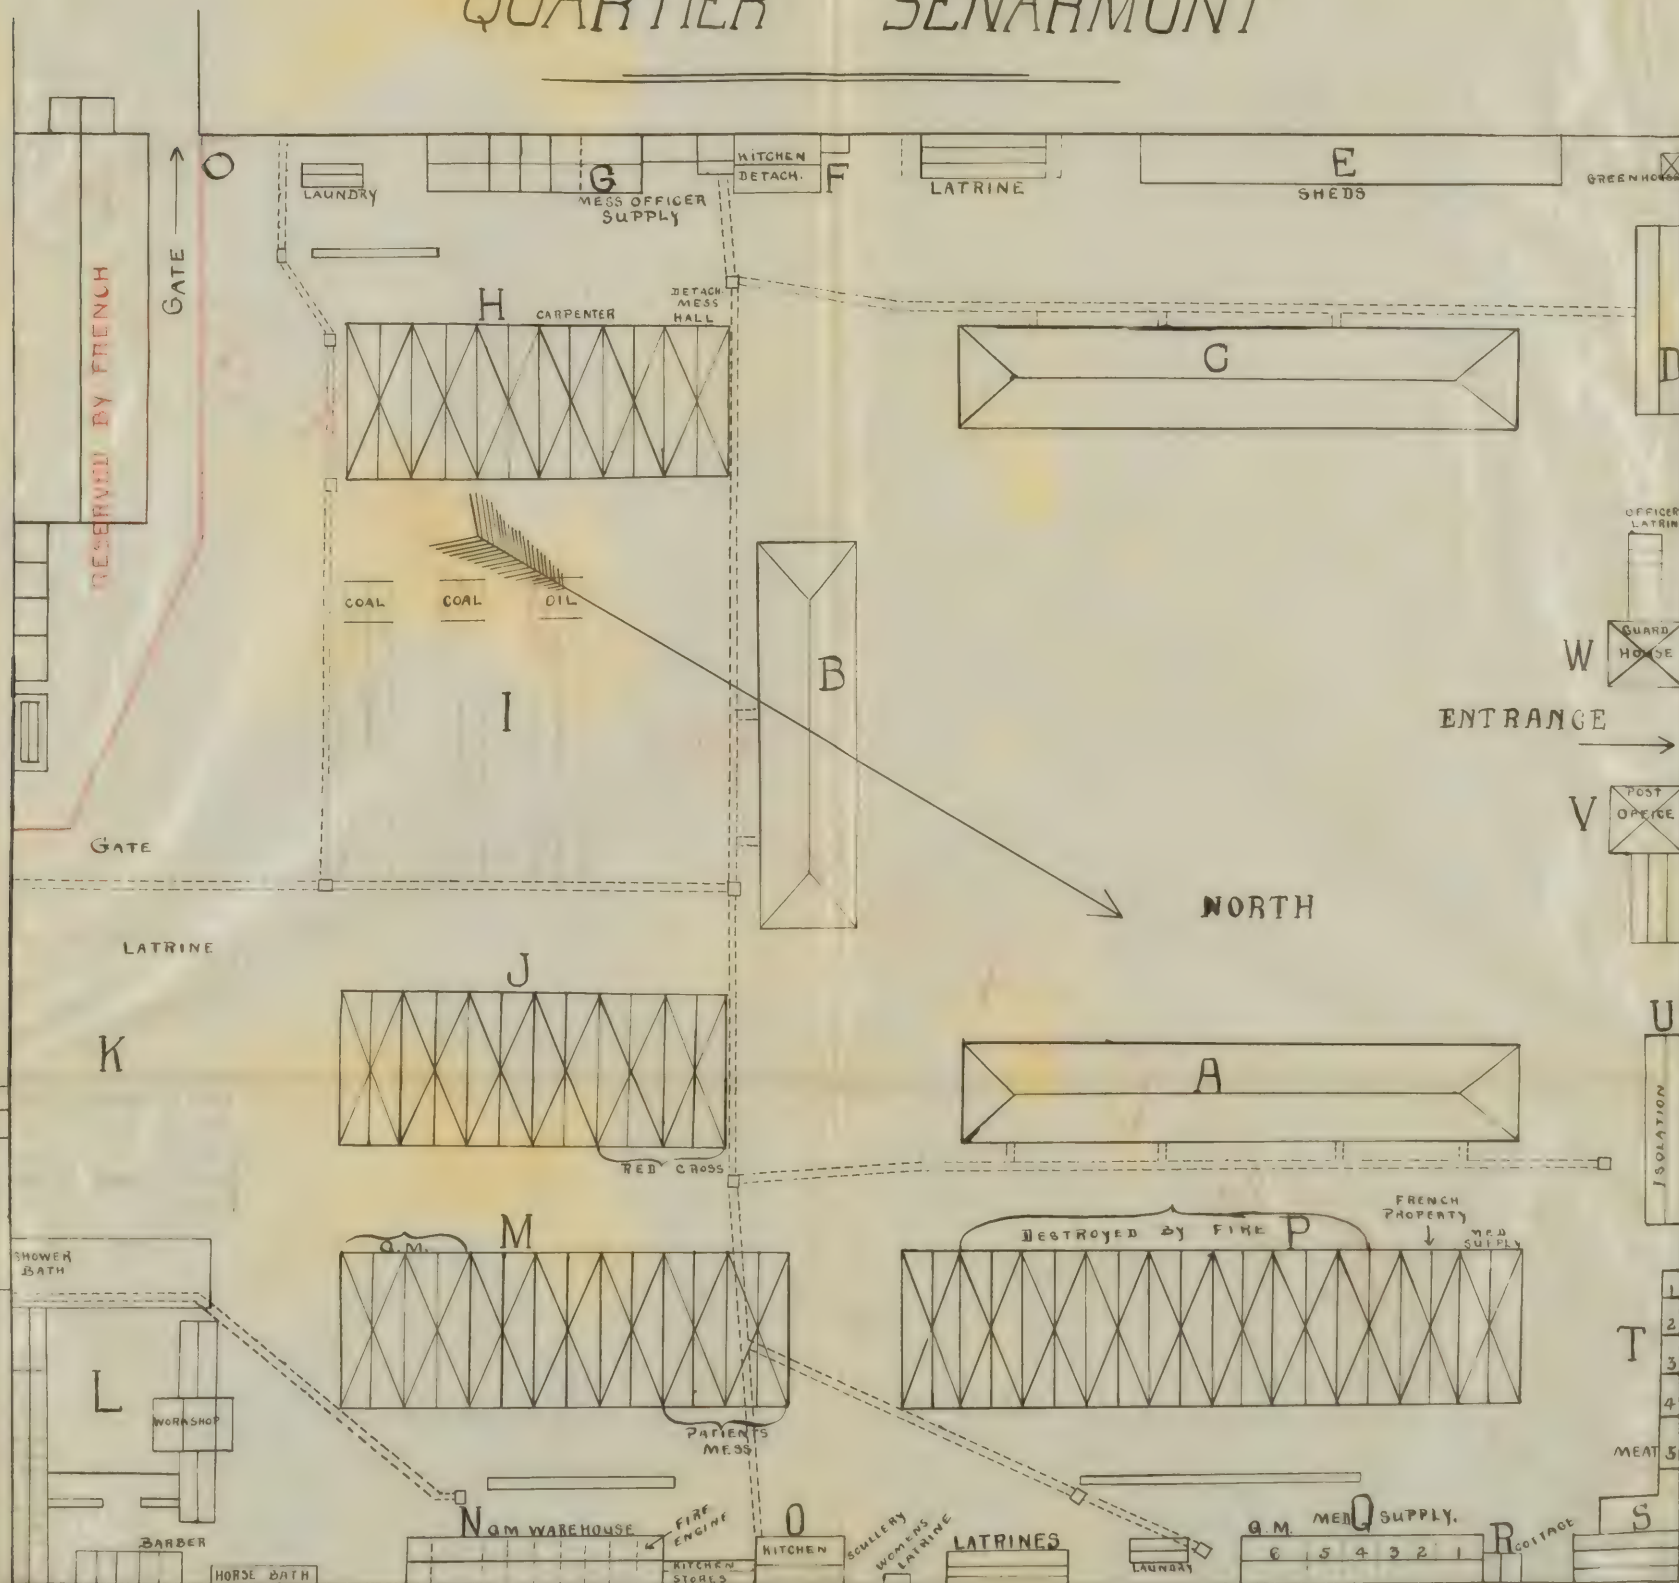 QUARTIER SENARMONT
O
LAUNDRY
G
MESS OFFICER
SUPPLY
KITCHEN
DETACH.
F
LATRINE
E
SHEDS
GREENHOUSE
GATE
RESERVED BY FRENCH
H
CARPENTER
DETACH.
MESS
HALL
C
D
OFFICER
LATRIN
COAL
COAL
OIL
I
B
W
GUARD
HOUSE
ENTRANCE
V
POST
OFFICE
GATE
NORTH
LATRINE
J
K
RED CROSS
A
U
ISOLATION
SHOWER
BATH
Q.M.
M
DESTROYED BY FIRE
P
FRENCH
PROPERTY
MED
SUPPLY
L
WORKSHOP
PATIENTS
MESS
T
1
2
3
4
MEAT 5
BARBER
HORSE BATH
N
QM WAREHOUSE
FIRE
ENGINE
KITCHEN
STORES
O
KITCHEN
SCULLERY
WOMENS
LATRINE
LATRINES
LAUNDRY
Q.M. MED Q SUPPLY.
6 5 4 3 2 1
R
COTTAGE
S